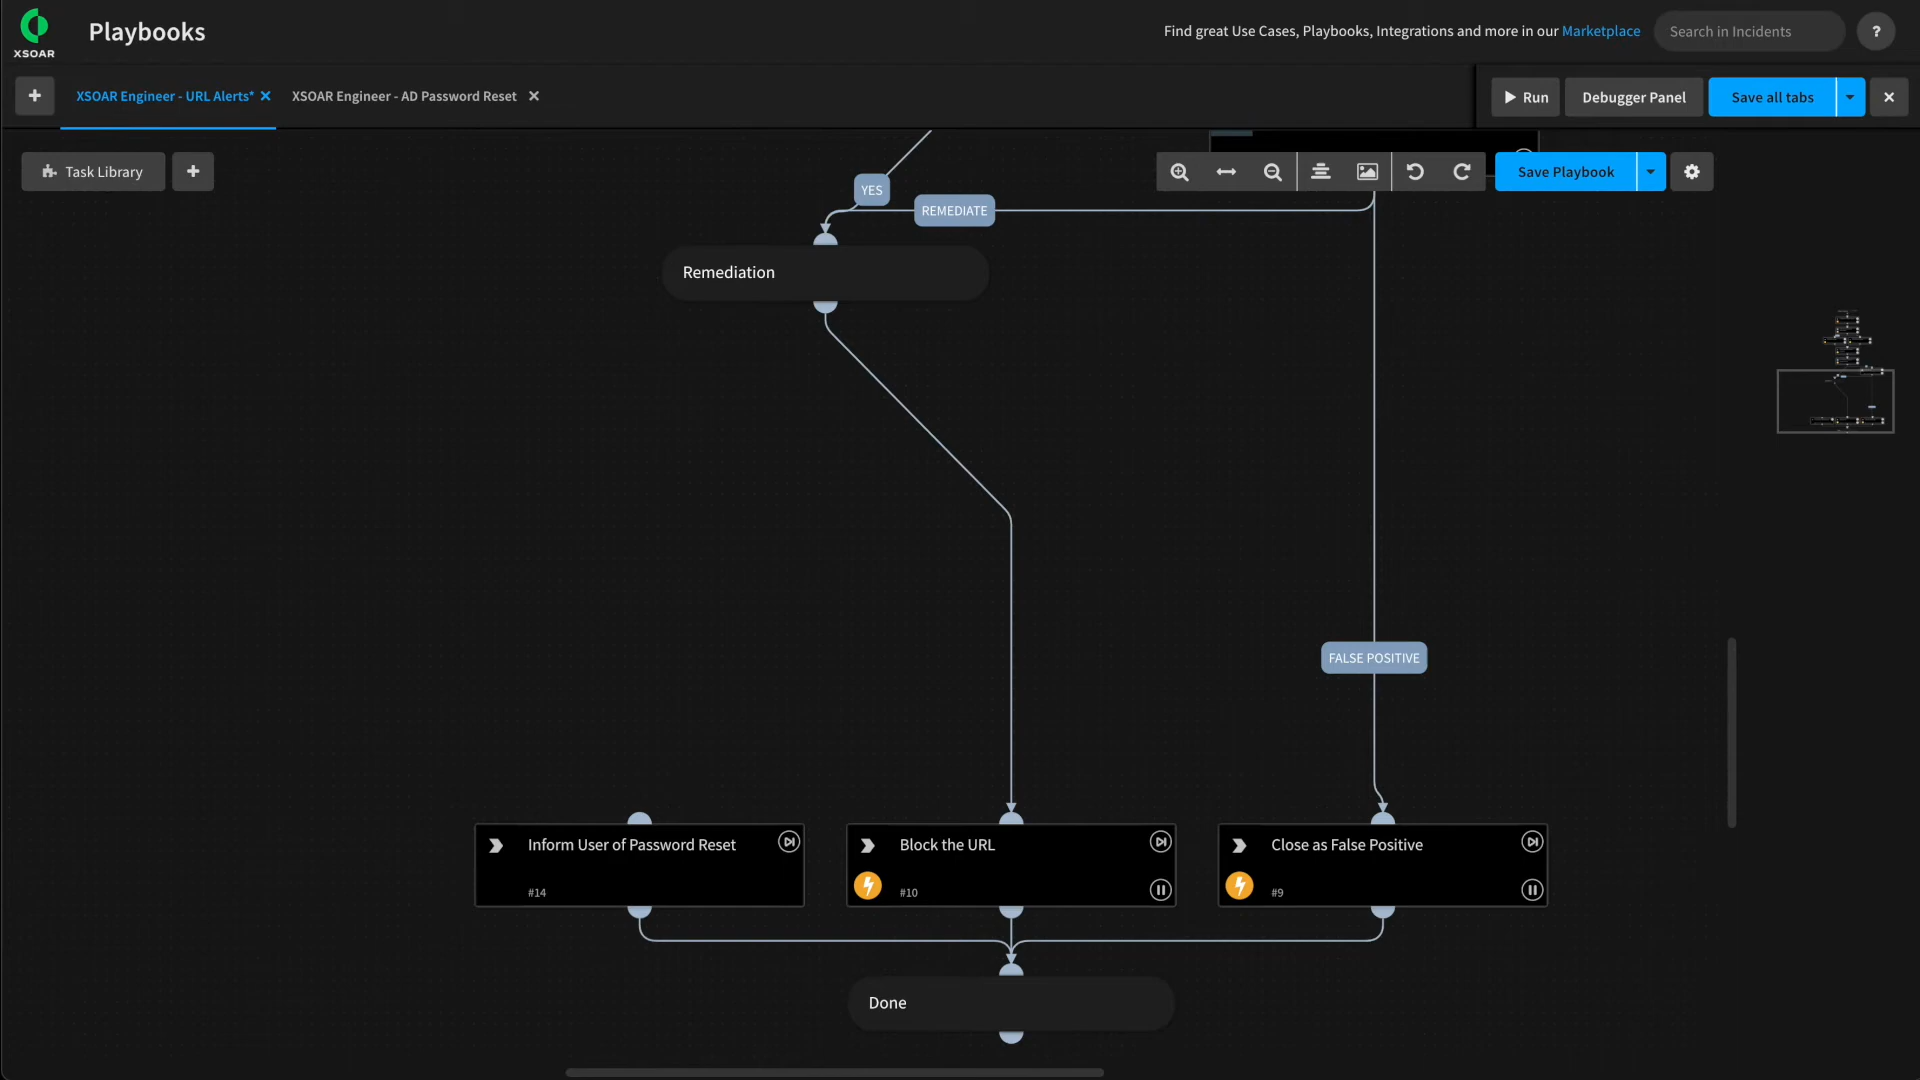 XSOAR
Playbooks
Find great Use Cases, Playbooks, Integrations and more in our Marketplace
Search in Incidents
?
+
XSOAR Engineer - URL Alerts*
XSOAR Engineer - AD Password Reset
Run
Debugger Panel
Save all tabs
Task Library
+
Save Playbook
YES
REMEDIATE
Remediation
FALSE POSITIVE
Inform User of Password Reset
#14
Block the URL
#10
Close as False Positive
#9
Done